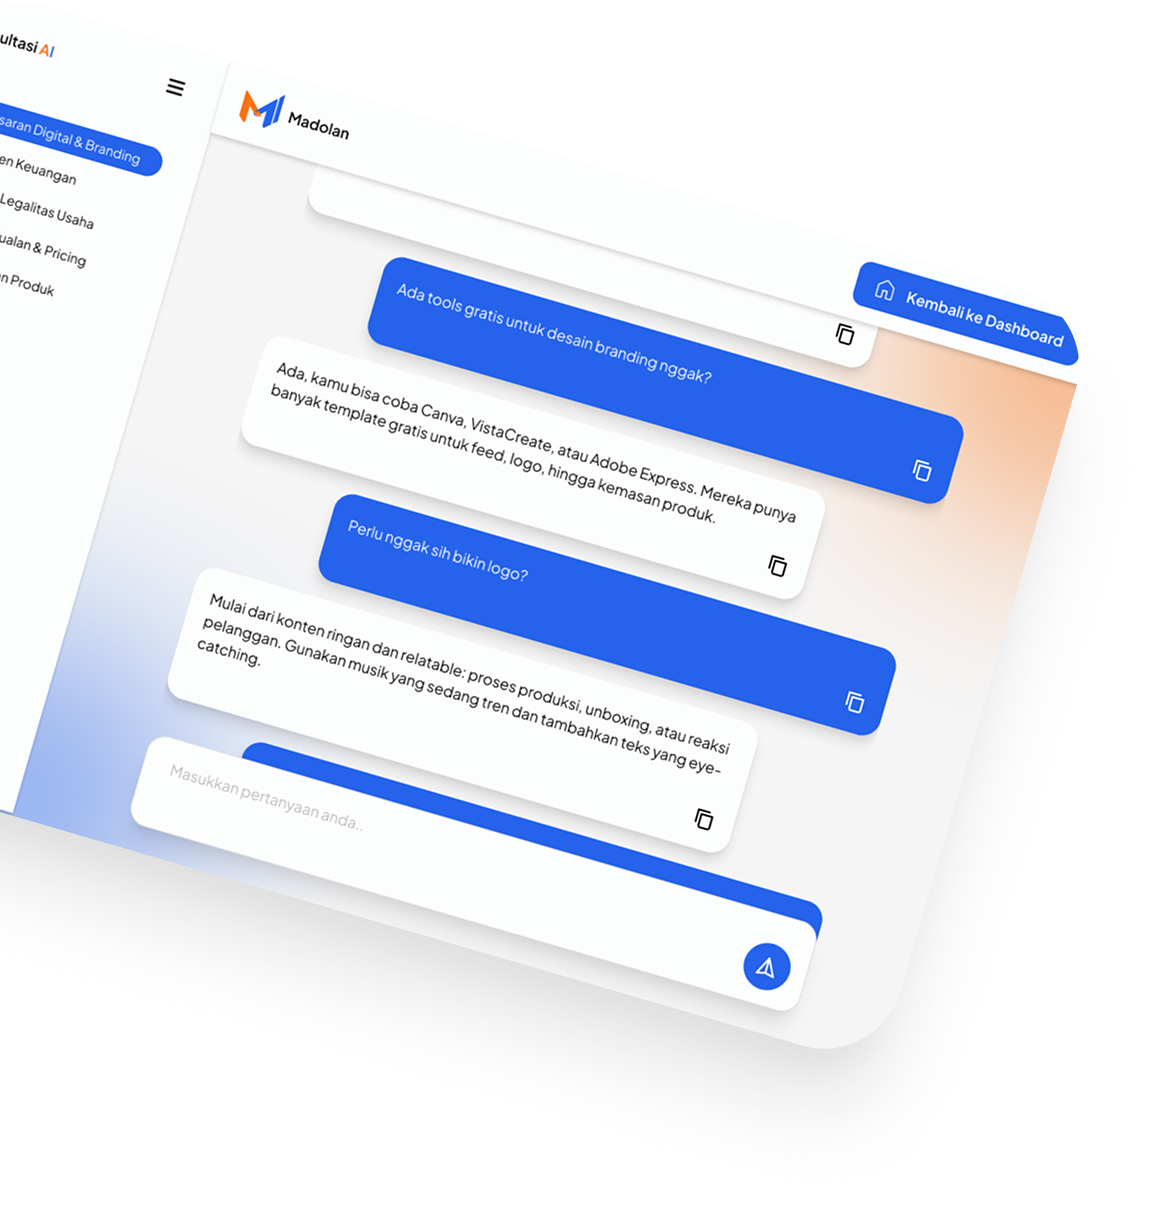 ultasi AI
saran Digital & Branding
en Keuangan
Legalitas Usaha
ualan & Pricing
n Produk
Madolan
Kembali ke Dashboard
Ada tools gratis untuk desain branding nggak?
Ada, kamu bisa coba Canva, VistaCreate, atau Adobe Express. Mereka punya
banyak template gratis untuk feed, logo, hingga kemasan produk.
Perlu nggak sih bikin logo?
Mulai dari konten ringan dan relatable: proses produksi, unboxing, atau reaksi
pelanggan. Gunakan musik yang sedang tren dan tambahkan teks yang eye-
catching.
Masukkan pertanyaan anda..